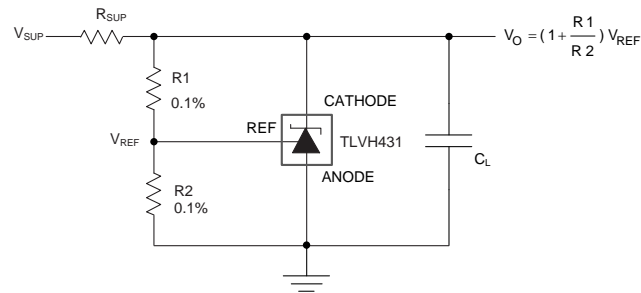 R_SUP
V_SUP
V_O = (1 + R1/R2) V_REF
R1
0.1%
CATHODE
REF
V_REF
TLVH431
ANODE
R2
0.1%
C_L